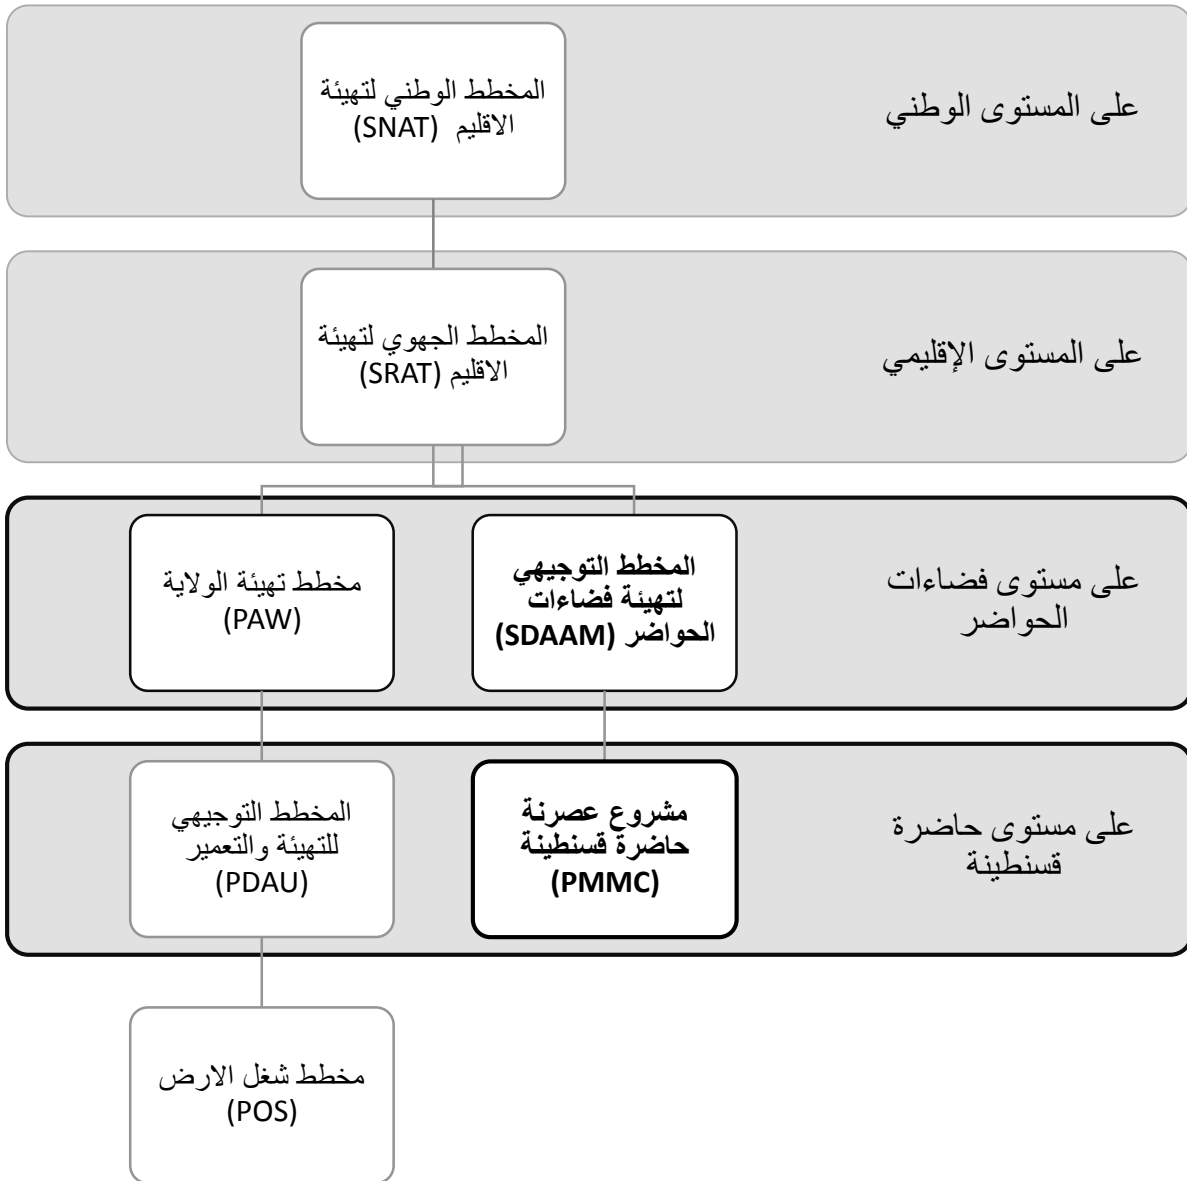 على المستوى الوطني
المخطط الوطني لتهيئة
الاقليم (SNAT)
على المستوى الإقليمي
المخطط الجهوي لتهيئة
الاقليم (SRAT)
على مستوى فضاءات
الحواضر
المخطط التوجيهي
لتهيئة فضاءات
الحواضر (SDAAM)
مخطط تهيئة الولاية
(PAW)
على مستوى حاضرة
قسنطينة
مشروع عصرنة
حاضرة قسنطينة
(PMMC)
المخطط التوجيهي
للتهيئة والتعمير
(PDAU)
مخطط شغل الارض
(POS)